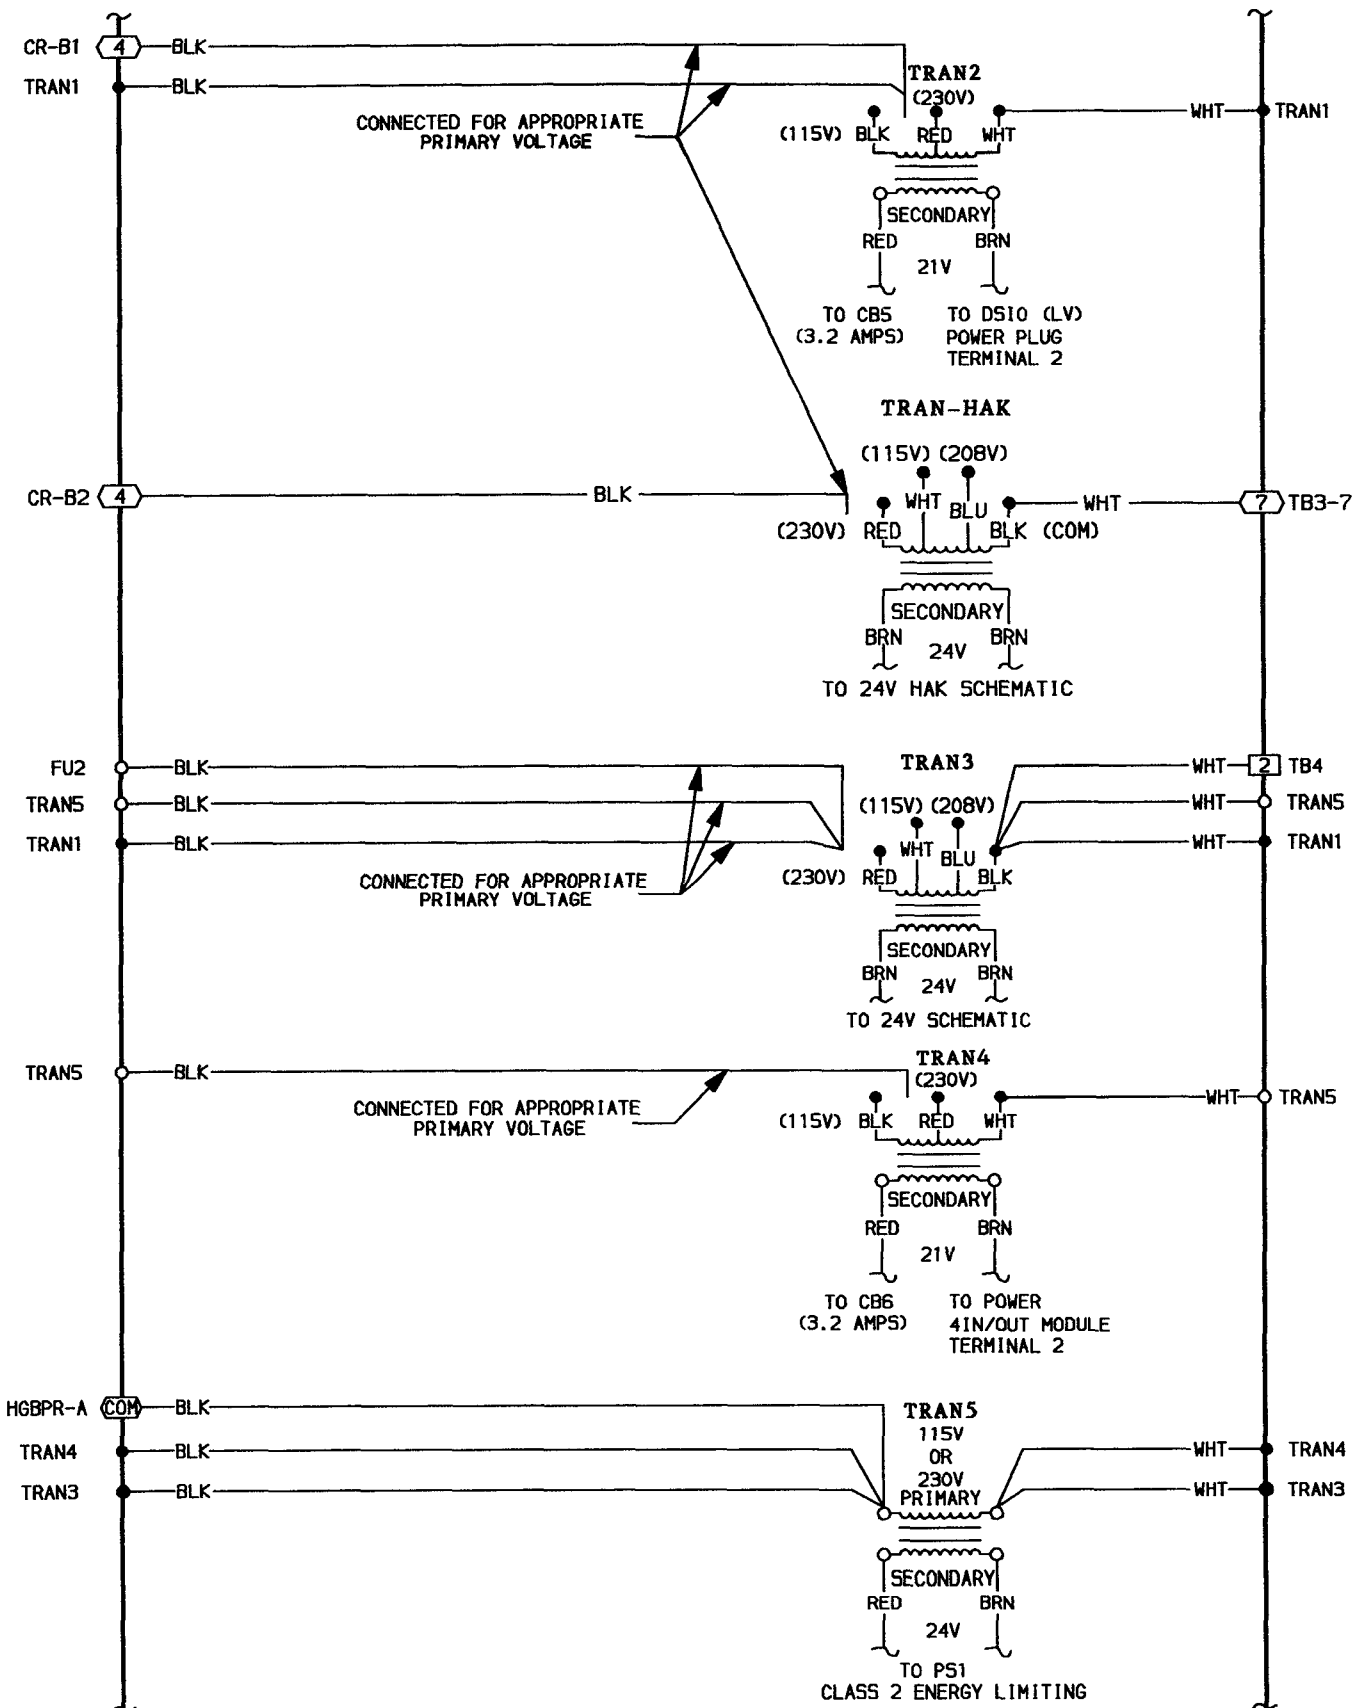 CR-B1 4 BLK
TRAN1 BLK
TRAN2
(230V)
CONNECTED FOR APPROPRIATE
PRIMARY VOLTAGE
(115V) BLK RED WHT
WHT TRAN1
SECONDARY
RED BRN
21V
TO CB5
(3.2 AMPS)
TO DSIO (LV)
POWER PLUG
TERMINAL 2
TRAN-HAK
(115V) (208V)
CR-B2 4 BLK
WHT BLU
(230V) RED BLK (COM)
WHT 7 TB3-7
SECONDARY
BRN BRN
24V
TO 24V HAK SCHEMATIC
FU2 BLK
TRAN5 BLK
TRAN1 BLK
TRAN3
(115V) (208V)
WHT 2 TB4
WHT TRAN5
WHT TRAN1
WHT BLU
(230V) RED BLK
CONNECTED FOR APPROPRIATE
PRIMARY VOLTAGE
SECONDARY
BRN BRN
24V
TO 24V SCHEMATIC
TRAN4
(230V)
TRAN5 BLK
CONNECTED FOR APPROPRIATE
PRIMARY VOLTAGE
(115V) BLK RED WHT
WHT TRAN5
SECONDARY
RED BRN
21V
TO CB6
(3.2 AMPS)
TO POWER
4IN/OUT MODULE
TERMINAL 2
HGBPR-A COM BLK
TRAN4 BLK
TRAN3 BLK
TRAN5
115V
OR
230V
PRIMARY
WHT TRAN4
WHT TRAN3
SECONDARY
RED BRN
24V
TO PS1
CLASS 2 ENERGY LIMITING